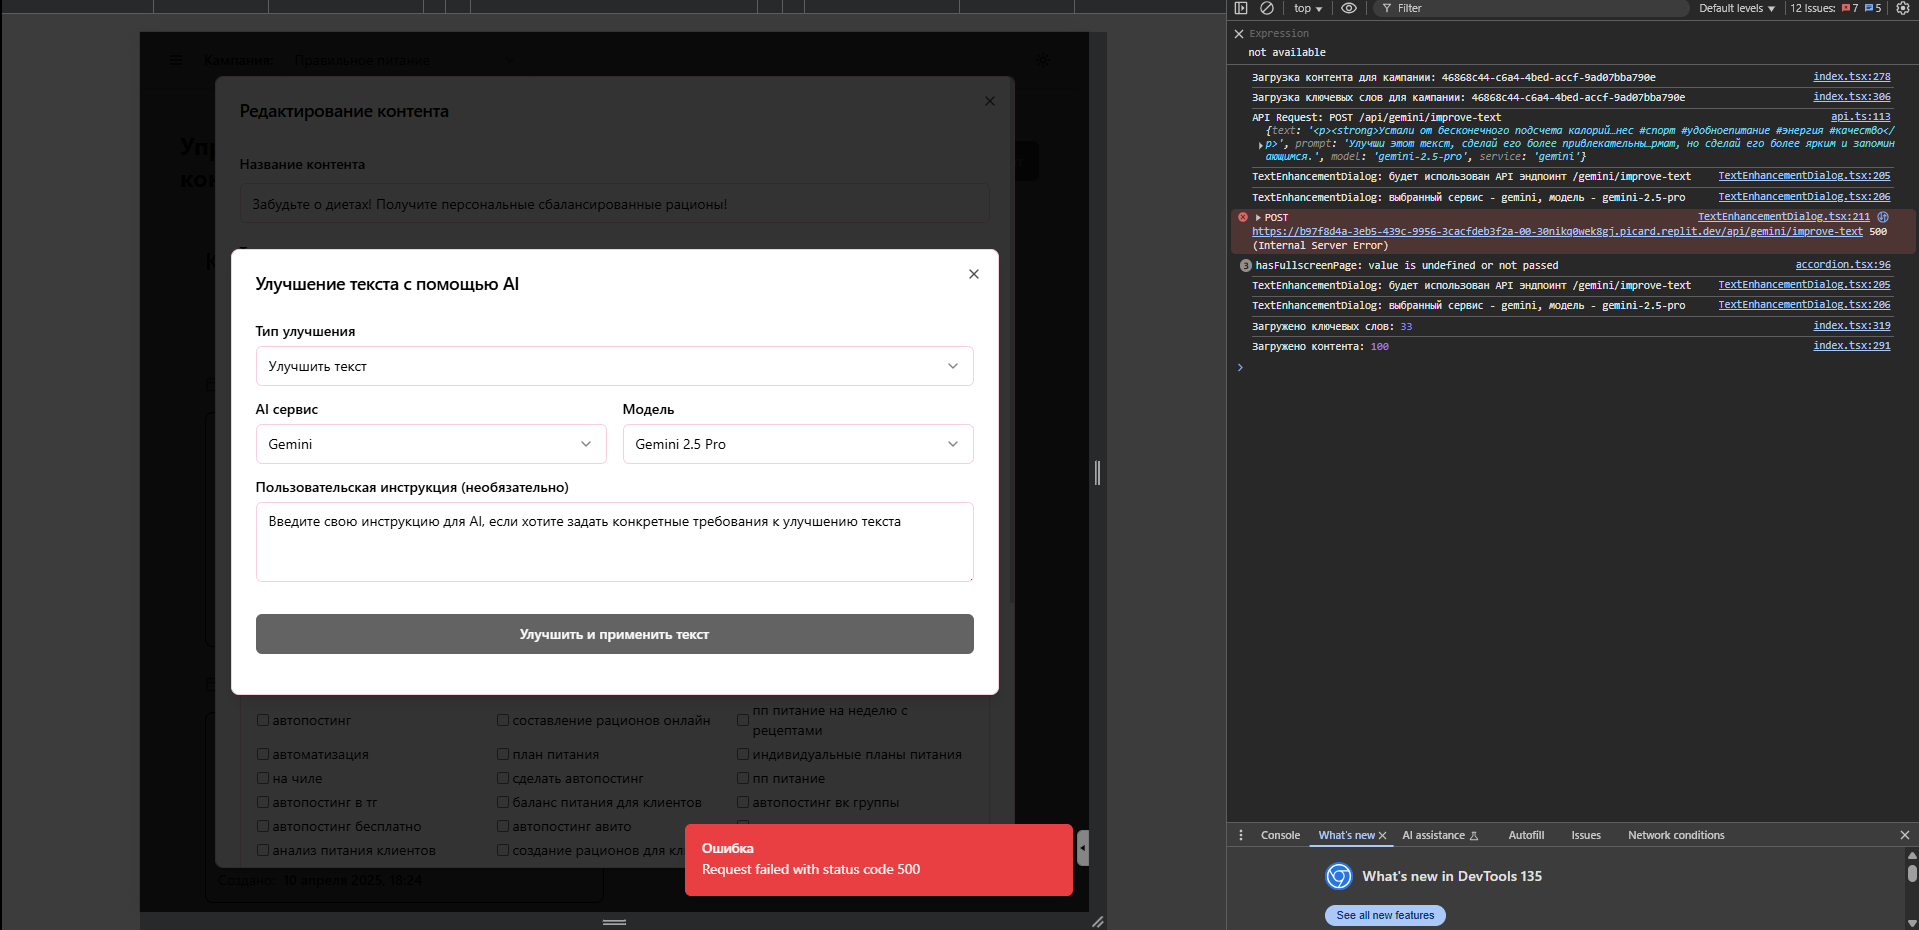 Кампания:
Правильное питание
Редактирование контента
Название контента
Забудьте о диетах! Получите персональные сбалансированные рационы!
Улучшение текста с помощью AI
Тип улучшения
Улучшить текст
AI сервис
Модель
Gemini
Gemini 2.5 Pro
Пользовательская инструкция (необязательно)
Введите свою инструкцию для AI, если хотите задать конкретные требования к улучшению текста
Улучшить и применить текст
автопостинг
составление рационов онлайн
пп питание на неделю с
рецептами
автоматизация
план питания
индивидуальные планы питания
на чиле
сделать автопостинг
пп питание
автопостинг в тг
баланс питания для клиентов
автопостинг вк группы
автопостинг бесплатно
автопостинг авито
анализ питания клиентов
создание рационов для кл
Создано: 10 апреля 2025, 18:24
Ошибка
Request failed with status code 500
top
Filter
Default levels
12 Issues: 7 5
Expression
not available
Загрузка контента для кампании: 46868c44-c6a4-4bed-accf-9ad07bba790e index.tsx:278
Загрузка ключевых слов для кампании: 46868c44-c6a4-4bed-accf-9ad07bba790e index.tsx:306
API Request: POST /api/gemini/improve-text api.ts:113
{text: '<p><strong>Устали от бесконечного подсчета калорий…нес #спорт #удобноепитание #энергия #качество</
p>', prompt: 'Улучши этот текст, сделай его более привлекательны…рмат, но сделай его более ярким и запомин
ающимся.', model: 'gemini-2.5-pro', service: 'gemini'}
TextEnhancementDialog: будет использован API эндпоинт /gemini/improve-text TextEnhancementDialog.tsx:205
TextEnhancementDialog: выбранный сервис - gemini, модель - gemini-2.5-pro TextEnhancementDialog.tsx:206
POST TextEnhancementDialog.tsx:211
https://b97f8d4a-3eb5-439c-9956-3cacfdeb3f2a-00-30nikq0wek8gj.picard.replit.dev/api/gemini/improve-text 500
(Internal Server Error)
3 hasFullscreenPage: value is undefined or not passed accordion.tsx:96
TextEnhancementDialog: будет использован API эндпоинт /gemini/improve-text TextEnhancementDialog.tsx:205
TextEnhancementDialog: выбранный сервис - gemini, модель - gemini-2.5-pro TextEnhancementDialog.tsx:206
Загружено ключевых слов: 33 index.tsx:319
Загружено контента: 100 index.tsx:291
Console
What's new
AI assistance
Autofill
Issues
Network conditions
What's new in DevTools 135
See all new features